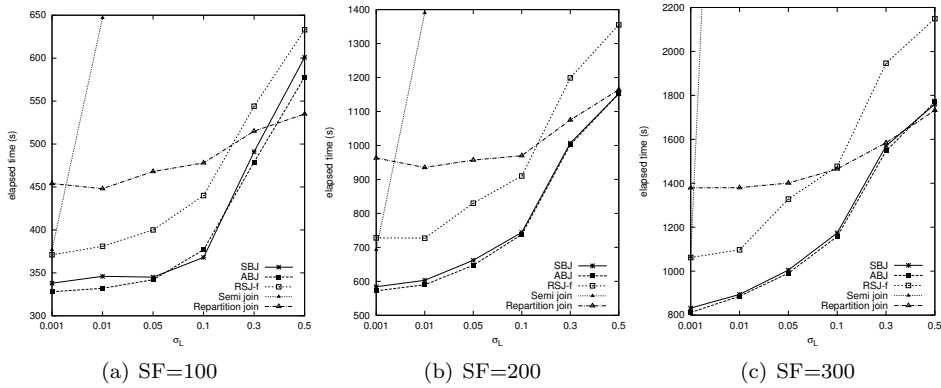 650
600
550
500
450
400
350
300
elapsed time (s)
0.001 0.01 0.05 0.1 0.3 0.5
σL
SBJ
ABJ
RSJ-f
Semi join
Repartition join
(a) SF=100
1400
1300
1200
1100
1000
900
800
700
600
500
elapsed time (s)
0.001 0.01 0.05 0.1 0.3 0.5
σL
SBJ
ABJ
RSJ-f
Semi join
Repartition join
(b) SF=200
2200
2000
1800
1600
1400
1200
1000
800
elapsed time (s)
0.001 0.01 0.05 0.1 0.3 0.5
σL
SBJ
ABJ
RSJ-f
Semi join
Repartition join
(c) SF=300